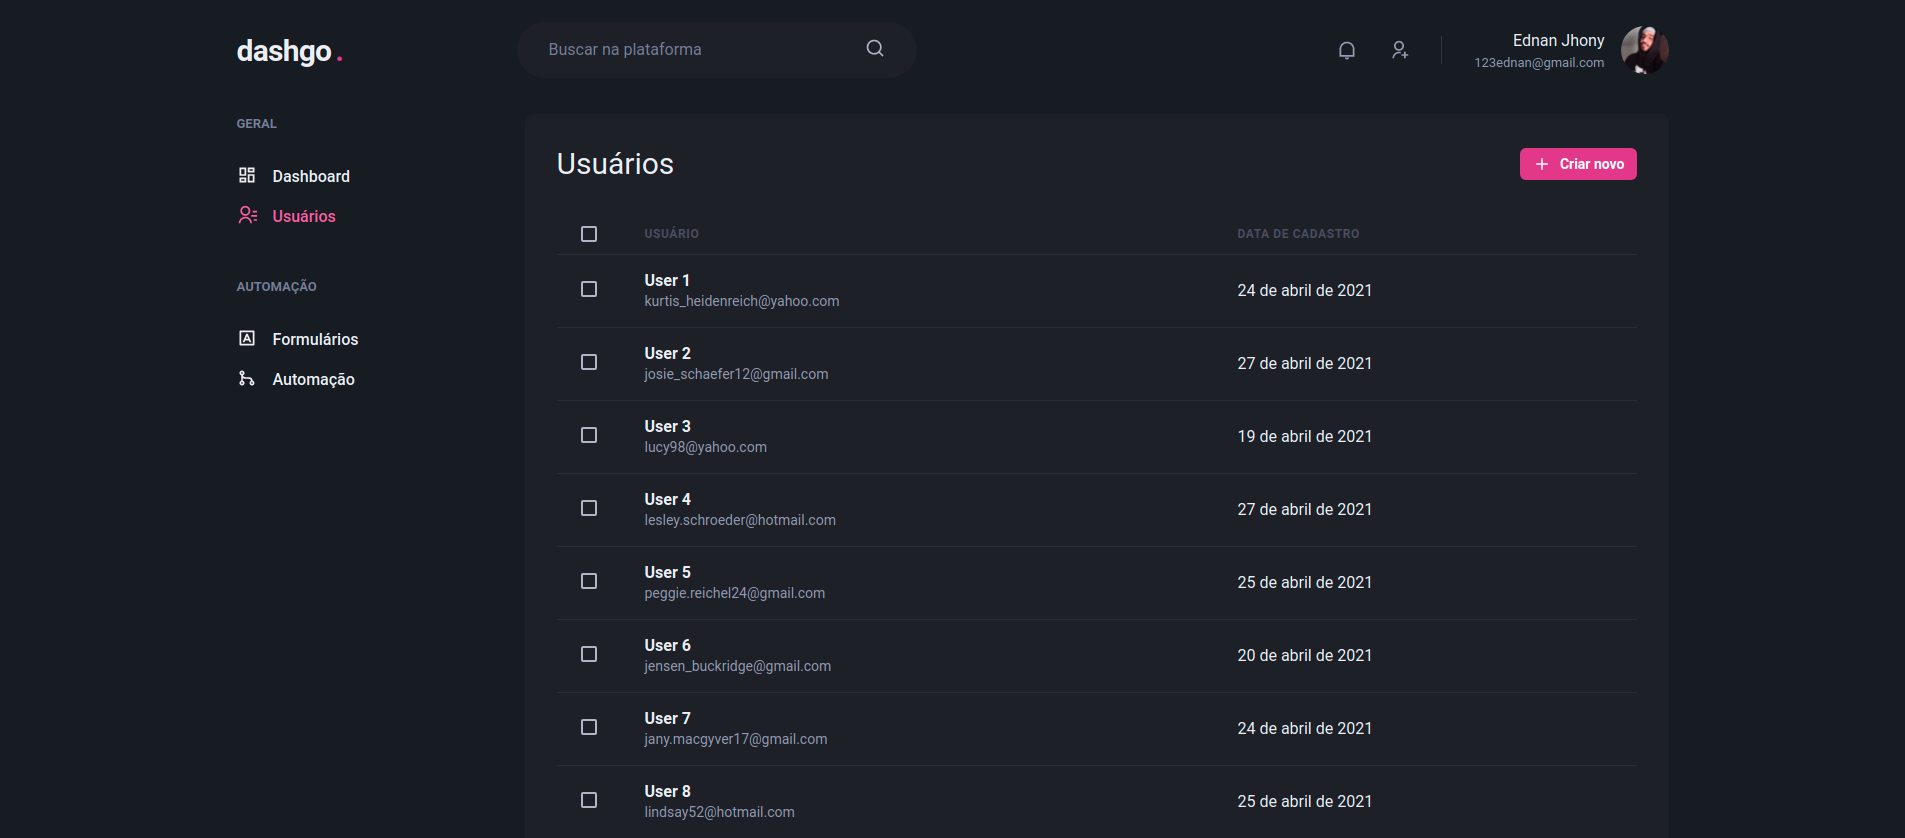 dashgo.
Buscar na plataforma
Ednan Jhony
123ednan@gmail.com
GERAL
Dashboard
Usuários
AUTOMAÇÃO
Formulários
Automação
Usuários
Criar novo
USUÁRIO DATA DE CADASTRO
User 1
kurtis_heidenreich@yahoo.com
24 de abril de 2021
User 2
josie_schaefer12@gmail.com
27 de abril de 2021
User 3
lucy98@yahoo.com
19 de abril de 2021
User 4
lesley.schroeder@hotmail.com
27 de abril de 2021
User 5
peggie.reichel24@gmail.com
25 de abril de 2021
User 6
jensen_buckridge@gmail.com
20 de abril de 2021
User 7
jany.macgyver17@gmail.com
24 de abril de 2021
User 8
lindsay52@hotmail.com
25 de abril de 2021